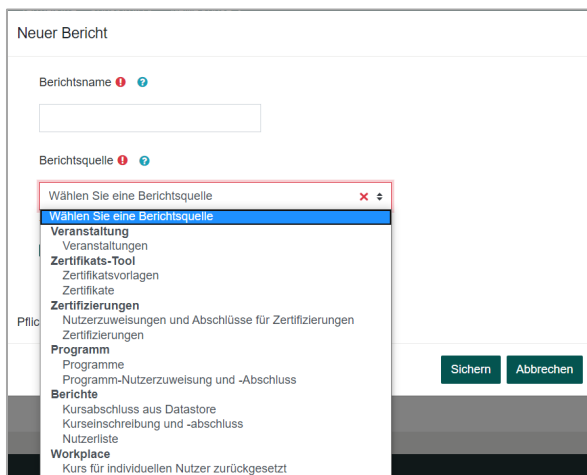 Neuer Bericht
Berichtsname
Berichtsquelle
Wählen Sie eine Berichtsquelle
Wählen Sie eine Berichtsquelle
Veranstaltung
Veranstaltungen
Zertifikats-Tool
Zertifikatsvorlagen
Zertifikate
Zertifizierungen
Nutzerzuweisungen und Abschlüsse für Zertifizierungen
Zertifizierungen
Pflic
Programm
Programme
Programm-Nutzerzuweisung und -Abschluss
Sichern Abbrechen
Berichte
Kursabschluss aus Datastore
Kurseinschreibung und -abschluss
Nutzerliste
Workplace
Kurs für individuellen Nutzer zurückgesetzt